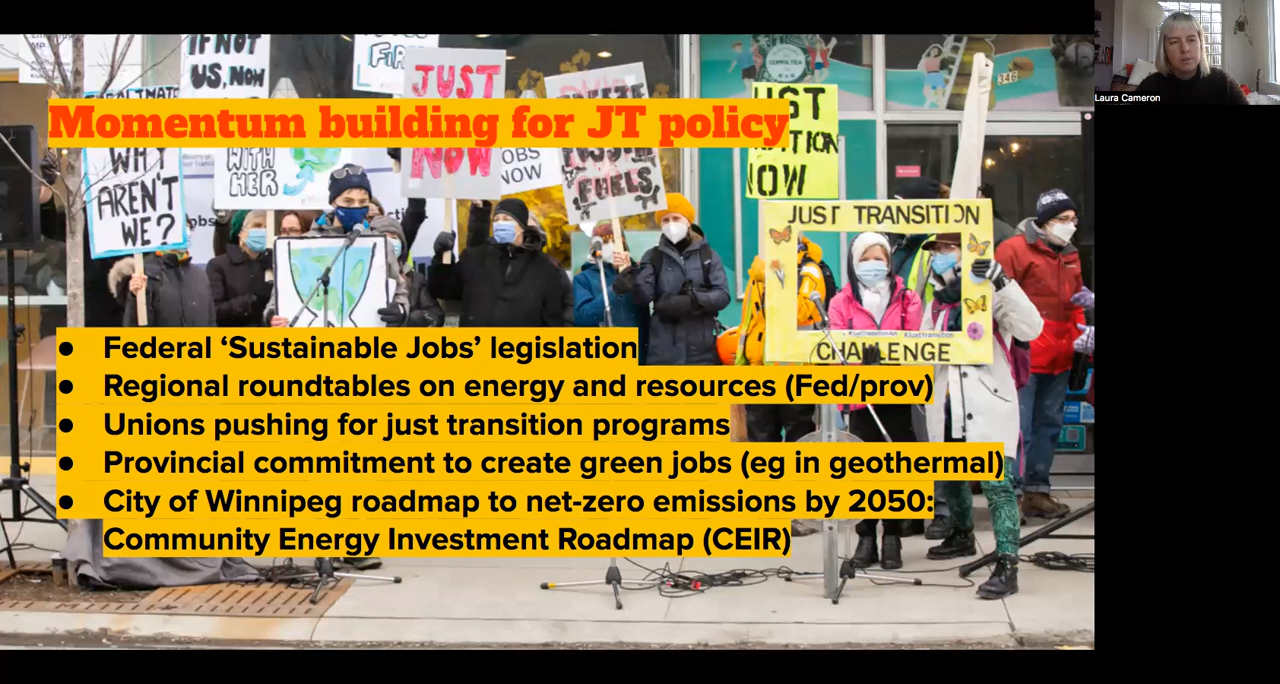 IF NOT
US, NOW
JUST
WITH
HER
NOW
JOBS
NOW
FUELS
WHY
AREN'T
WE?
NOW
346
Laura Cameron
Momentum building for JT policy
JUST TRANSITION
CHALLENGE
● Federal ‘Sustainable Jobs’ legislation
● Regional roundtables on energy and resources (Fed/prov)
● Unions pushing for just transition programs
● Provincial commitment to create green jobs (eg in geothermal)
● City of Winnipeg roadmap to net-zero emissions by 2050:
Community Energy Investment Roadmap (CEIR)